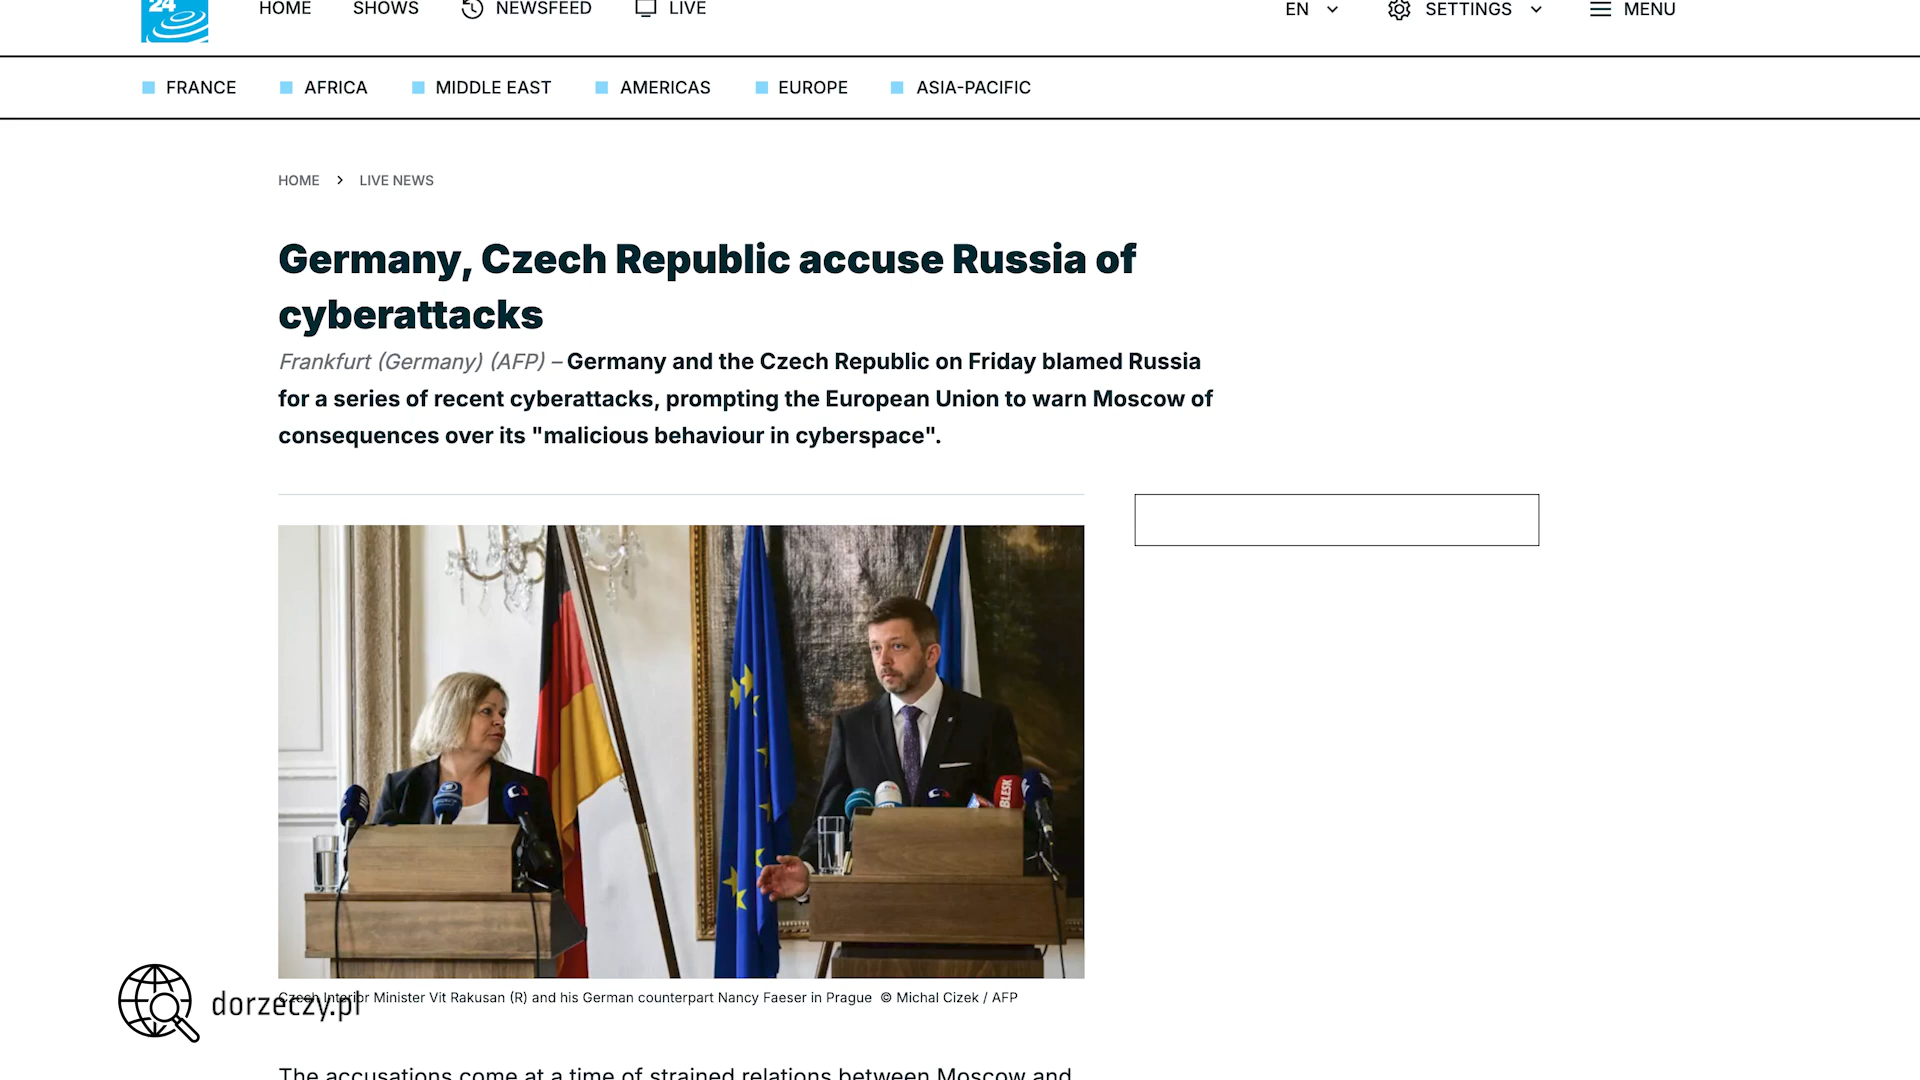 24
HOME SHOWS NEWSFEED LIVE EN SETTINGS MENU
FRANCE AFRICA MIDDLE EAST AMERICAS EUROPE ASIA-PACIFIC
HOME > LIVE NEWS
Germany, Czech Republic accuse Russia of
cyberattacks
Frankfurt (Germany) (AFP) – Germany and the Czech Republic on Friday blamed Russia
for a series of recent cyberattacks, prompting the European Union to warn Moscow of
consequences over its "malicious behaviour in cyberspace".
BLESK
Czech Interior Minister Vit Rakusan (R) and his German counterpart Nancy Faeser in Prague © Michal Cizek / AFP
dorzeczy.pl
The accusations come at a time of strained relations between Moscow and